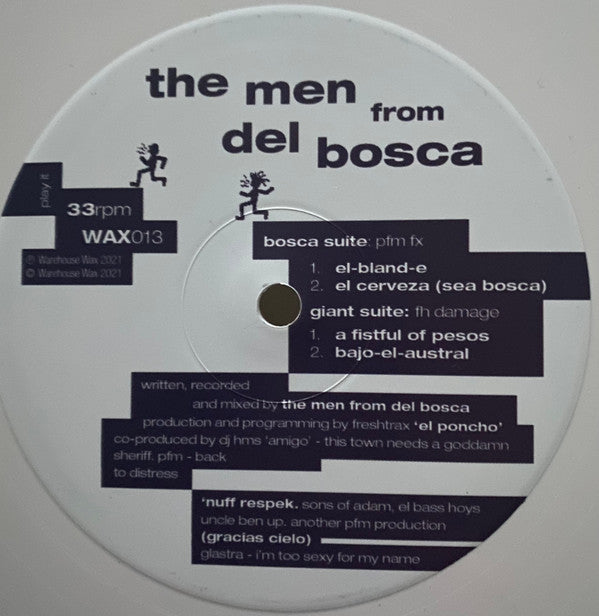 the men from
del bosca
play it
33rpm
WAX013
℗ Warehouse Wax 2021
© Warehouse Wax 2021
bosca suite: pfm fx
1. el-bland-e
2. el cerveza (sea bosca)
giant suite: fh damage
1. a fistful of pesos
2. bajo-el-austral
written, recorded
and mixed by the men from del bosca
production and programming by freshtrax ‘el poncho’
co-produced by dj hms ‘amigo’ - this town needs a goddamn
sheriff. pfm - back
to distress
‘nuff respek. sons of adam, el bass hoys
uncle ben up. another pfm production
(gracias cielo)
glastra - i'm too sexy for my name